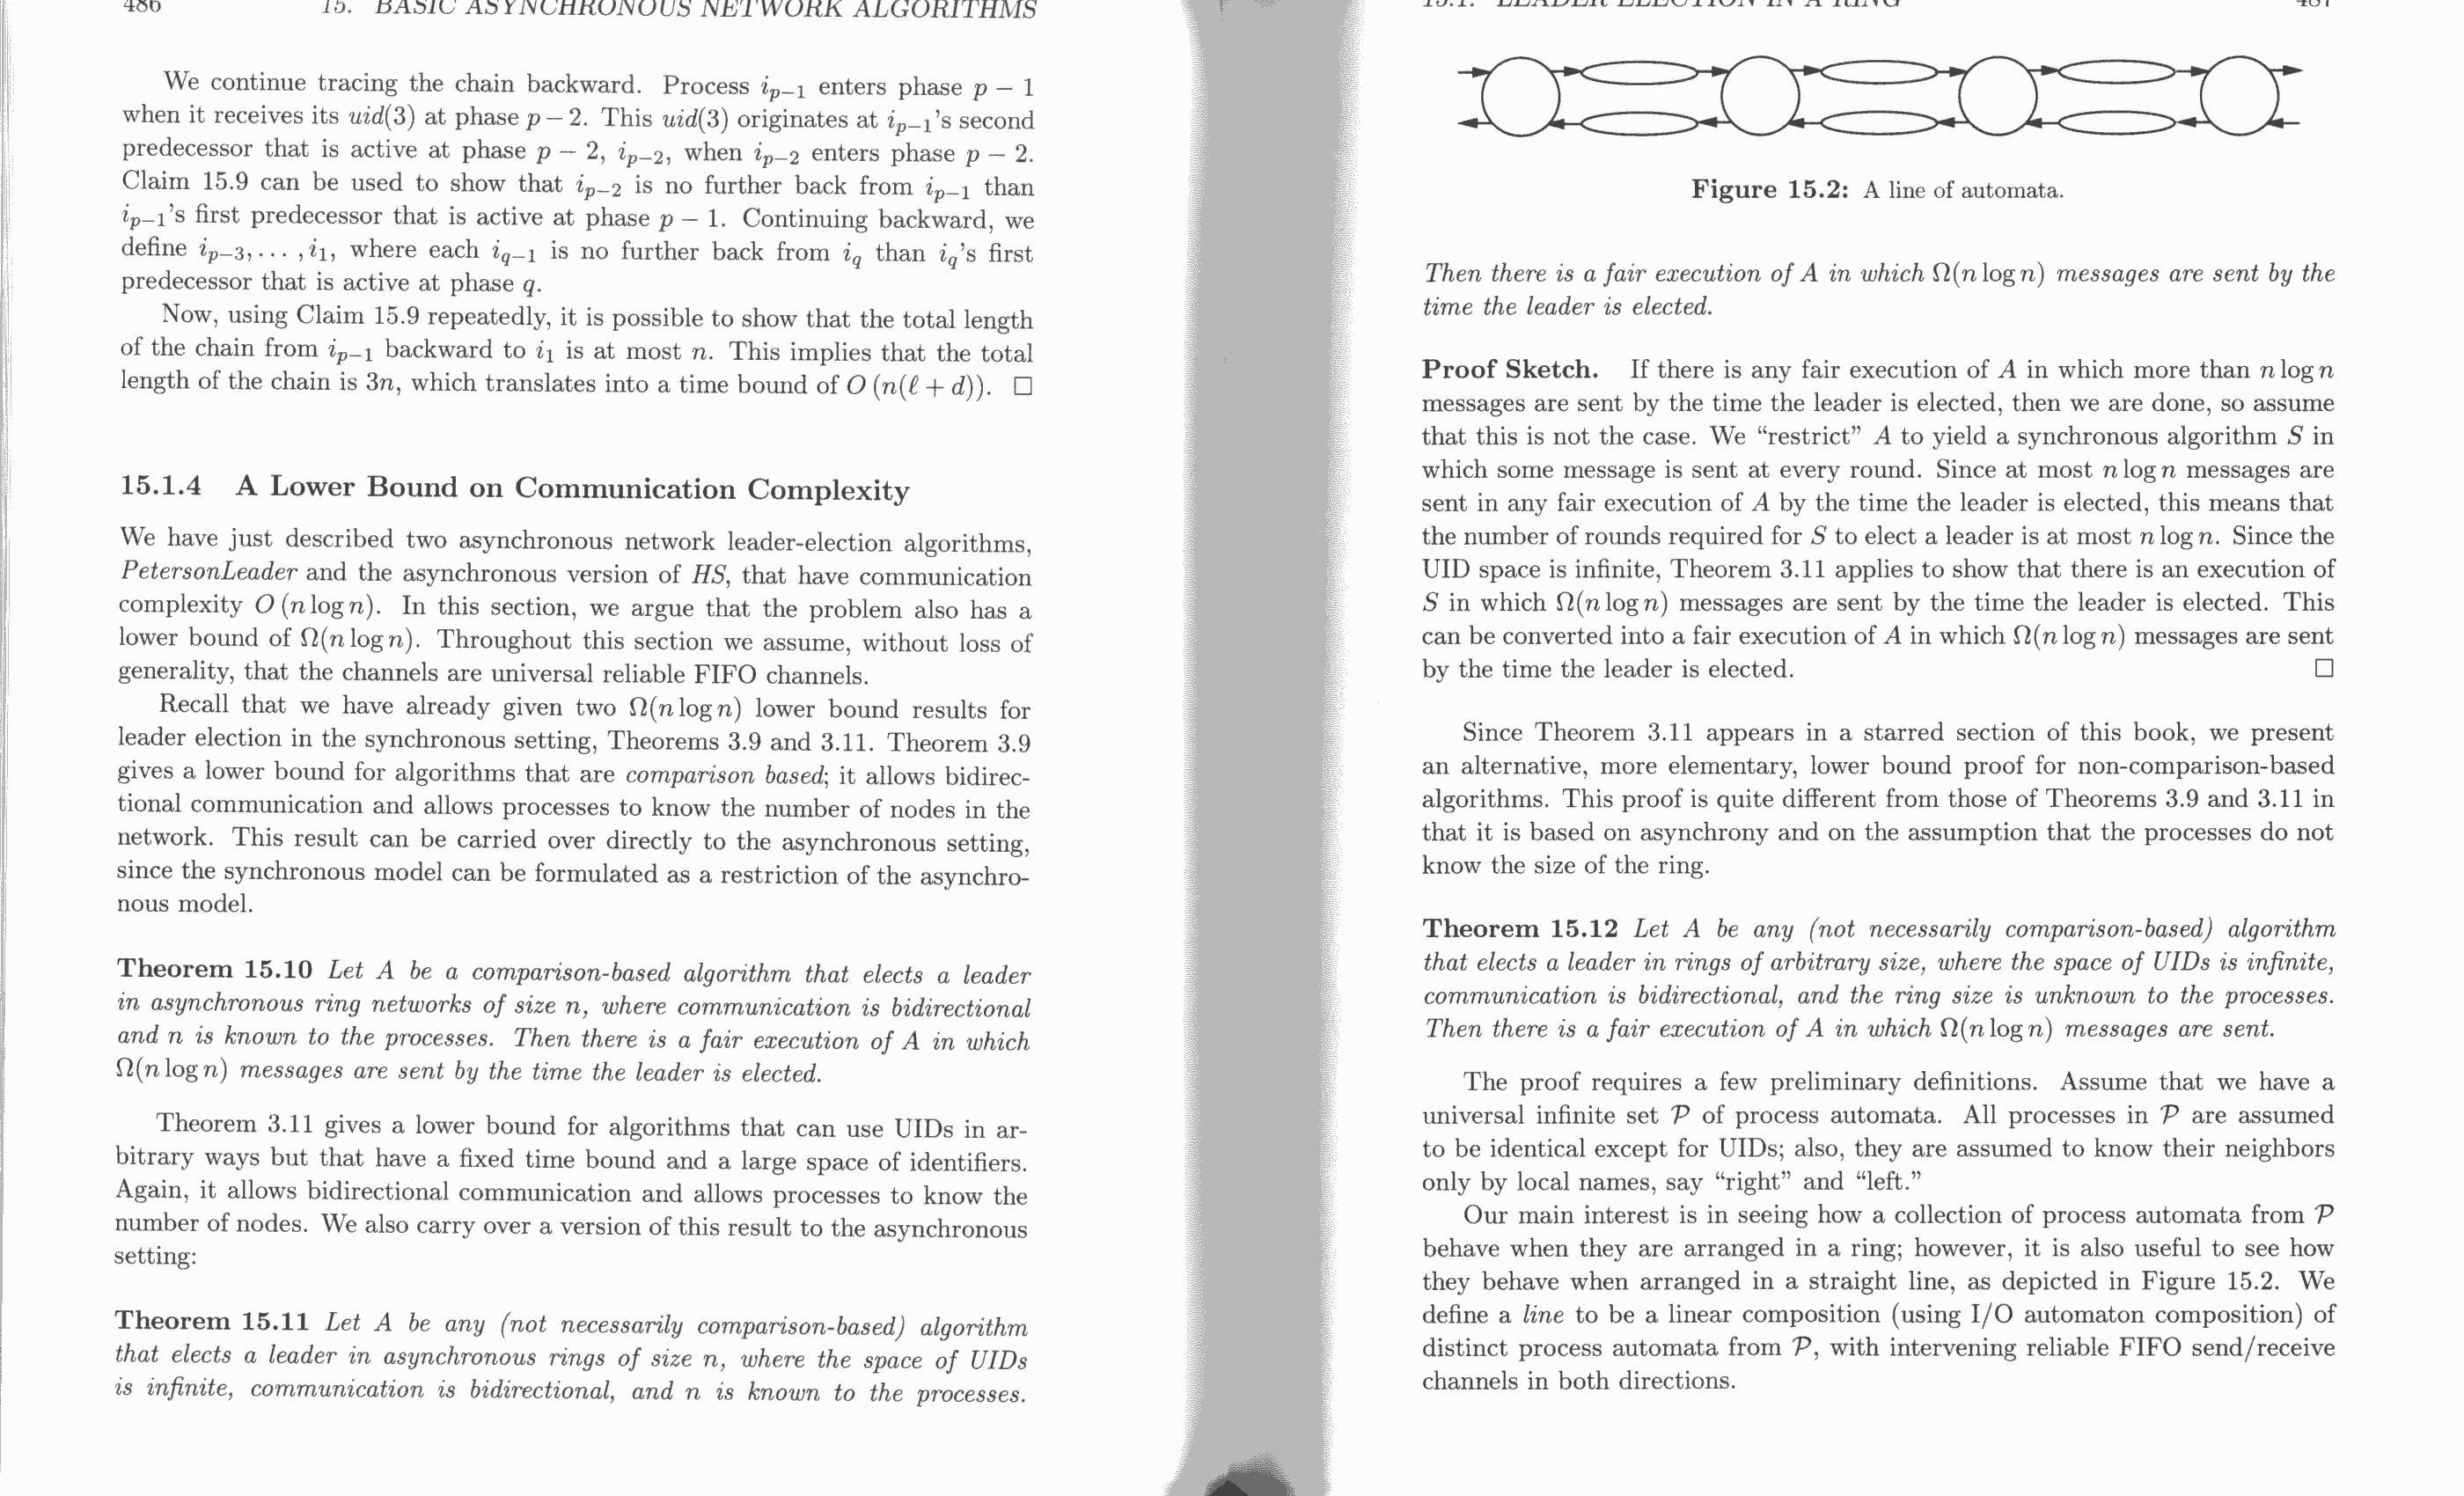 486 15. BASIC ASYNCHRONOUS NETWORK ALGORITHMS
We continue tracing the chain backward. Process i_{p−1} enters phase p − 1
when it receives its uid(3) at phase p − 2. This uid(3) originates at i_{p−1}'s second
predecessor that is active at phase p − 2, i_{p−2}, when i_{p−2} enters phase p − 2.
Claim 15.9 can be used to show that i_{p−2} is no further back from i_{p−1} than
i_{p−1}'s first predecessor that is active at phase p − 1. Continuing backward, we
define i_{p−3}, . . . , i_1, where each i_{q−1} is no further back from i_q than i_q's first
predecessor that is active at phase q.
Now, using Claim 15.9 repeatedly, it is possible to show that the total length
of the chain from i_{p−1} backward to i_1 is at most n. This implies that the total
length of the chain is 3n, which translates into a time bound of O (n(ℓ + d)). □
15.1.4 A Lower Bound on Communication Complexity
We have just described two asynchronous network leader-election algorithms,
PetersonLeader and the asynchronous version of HS, that have communication
complexity O (n log n). In this section, we argue that the problem also has a
lower bound of Ω(n log n). Throughout this section we assume, without loss of
generality, that the channels are universal reliable FIFO channels.
Recall that we have already given two Ω(n log n) lower bound results for
leader election in the synchronous setting, Theorems 3.9 and 3.11. Theorem 3.9
gives a lower bound for algorithms that are comparison based; it allows bidirec-
tional communication and allows processes to know the number of nodes in the
network. This result can be carried over directly to the asynchronous setting,
since the synchronous model can be formulated as a restriction of the asynchro-
nous model.
Theorem 15.10 Let A be a comparison-based algorithm that elects a leader
in asynchronous ring networks of size n, where communication is bidirectional
and n is known to the processes. Then there is a fair execution of A in which
Ω(n log n) messages are sent by the time the leader is elected.
Theorem 3.11 gives a lower bound for algorithms that can use UIDs in ar-
bitrary ways but that have a fixed time bound and a large space of identifiers.
Again, it allows bidirectional communication and allows processes to know the
number of nodes. We also carry over a version of this result to the asynchronous
setting:
Theorem 15.11 Let A be any (not necessarily comparison-based) algorithm
that elects a leader in asynchronous rings of size n, where the space of UIDs
is infinite, communication is bidirectional, and n is known to the processes.
15.1. LEADER ELECTION IN A RING 487
Figure 15.2: A line of automata.
Then there is a fair execution of A in which Ω(n log n) messages are sent by the
time the leader is elected.
Proof Sketch. If there is any fair execution of A in which more than n log n
messages are sent by the time the leader is elected, then we are done, so assume
that this is not the case. We “restrict” A to yield a synchronous algorithm S in
which some message is sent at every round. Since at most n log n messages are
sent in any fair execution of A by the time the leader is elected, this means that
the number of rounds required for S to elect a leader is at most n log n. Since the
UID space is infinite, Theorem 3.11 applies to show that there is an execution of
S in which Ω(n log n) messages are sent by the time the leader is elected. This
can be converted into a fair execution of A in which Ω(n log n) messages are sent
by the time the leader is elected. □
Since Theorem 3.11 appears in a starred section of this book, we present
an alternative, more elementary, lower bound proof for non-comparison-based
algorithms. This proof is quite different from those of Theorems 3.9 and 3.11 in
that it is based on asynchrony and on the assumption that the processes do not
know the size of the ring.
Theorem 15.12 Let A be any (not necessarily comparison-based) algorithm
that elects a leader in rings of arbitrary size, where the space of UIDs is infinite,
communication is bidirectional, and the ring size is unknown to the processes.
Then there is a fair execution of A in which Ω(n log n) messages are sent.
The proof requires a few preliminary definitions. Assume that we have a
universal infinite set 𝒫 of process automata. All processes in 𝒫 are assumed
to be identical except for UIDs; also, they are assumed to know their neighbors
only by local names, say “right” and “left.”
Our main interest is in seeing how a collection of process automata from 𝒫
behave when they are arranged in a ring; however, it is also useful to see how
they behave when arranged in a straight line, as depicted in Figure 15.2. We
define a line to be a linear composition (using I/O automaton composition) of
distinct process automata from 𝒫, with intervening reliable FIFO send/receive
channels in both directions.